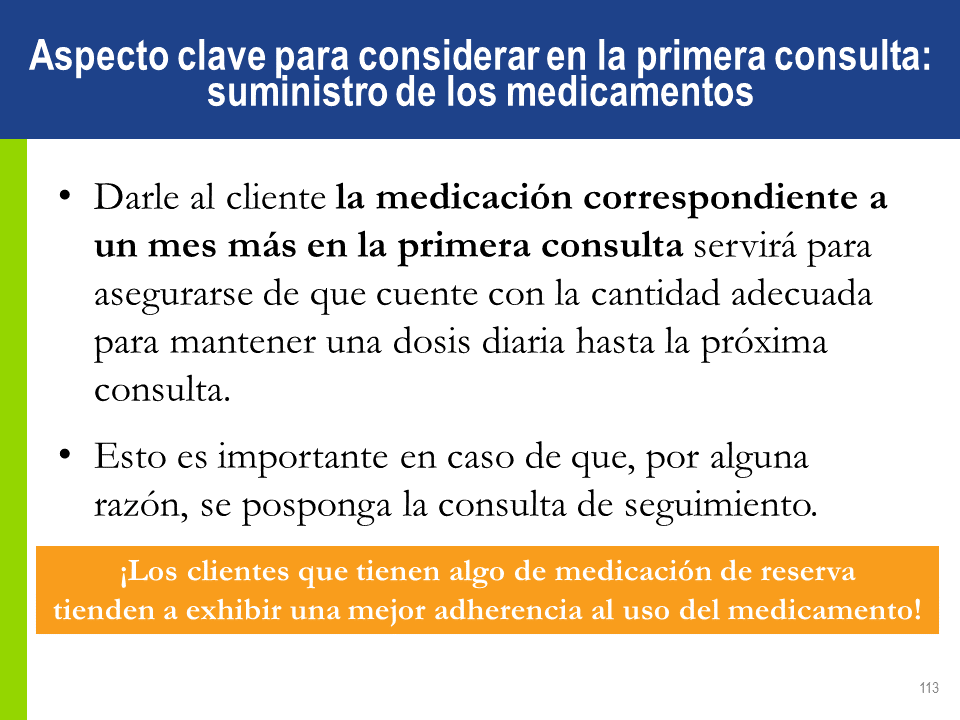 Aspecto clave para considerar en la primera consulta:
suministro de los medicamentos
• Darle al cliente la medicación correspondiente a
un mes más en la primera consulta servirá para
asegurarse de que cuente con la cantidad adecuada
para mantener una dosis diaria hasta la próxima
consulta.
• Esto es importante en caso de que, por alguna
razón, se posponga la consulta de seguimiento.
¡Los clientes que tienen algo de medicación de reserva
tienden a exhibir una mejor adherencia al uso del medicamento!
113